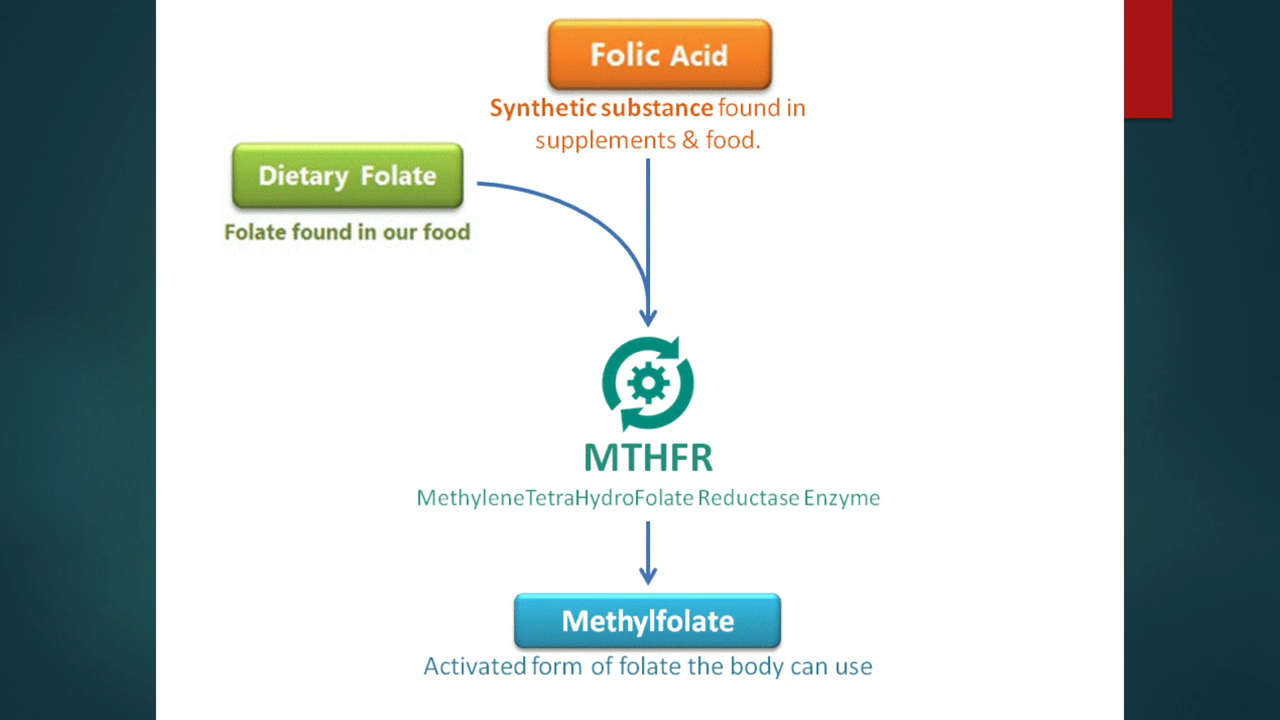 Folic Acid
Synthetic substance found in
supplements & food.
Dietary Folate
Folate found in our food
MTHFR
MethyleneTetraHydroFolate Reductase Enzyme
Methylfolate
Activated form of folate the body can use